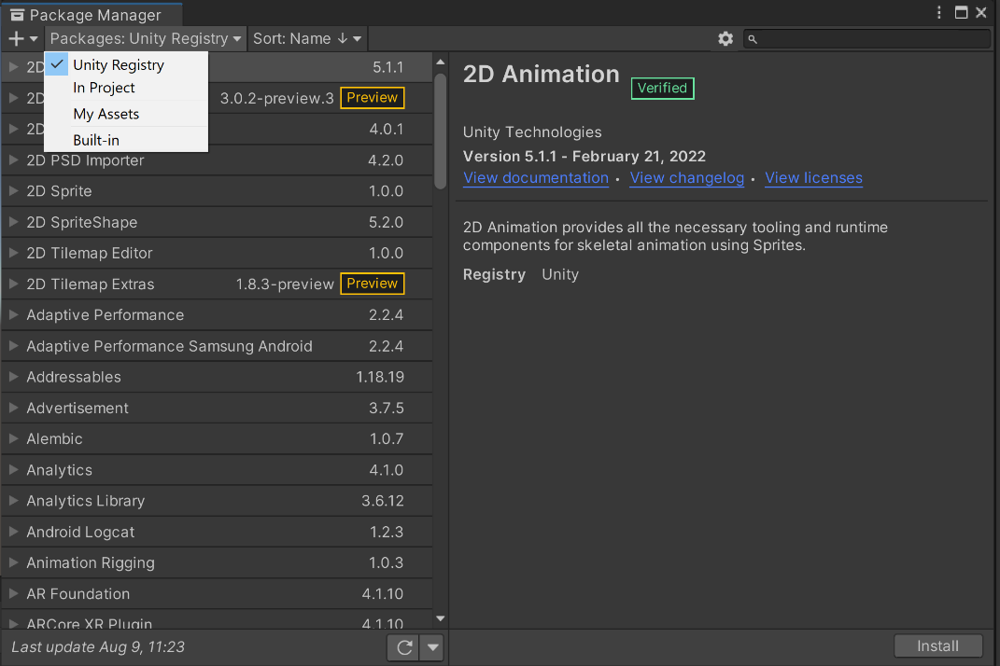 Package Manager
Packages: Unity Registry
Sort: Name ↓
Unity Registry
In Project
My Assets
Built-in
2D 5.1.1
2D 3.0.2-preview.3 Preview
2D 4.0.1
2D PSD Importer 4.2.0
2D Sprite 1.0.0
2D SpriteShape 5.2.0
2D Tilemap Editor 1.0.0
2D Tilemap Extras 1.8.3-preview Preview
Adaptive Performance 2.2.4
Adaptive Performance Samsung Android 2.2.4
Addressables 1.18.19
Advertisement 3.7.5
Alembic 1.0.7
Analytics 4.1.0
Analytics Library 3.6.12
Android Logcat 1.2.3
Animation Rigging 1.0.3
AR Foundation 4.1.10
ARCore XR Plugin 4.1.10
Last update Aug 9, 11:23
2D Animation Verified
Unity Technologies
Version 5.1.1 - February 21, 2022
View documentation • View changelog • View licenses
2D Animation provides all the necessary tooling and runtime
components for skeletal animation using Sprites.
Registry Unity
Install